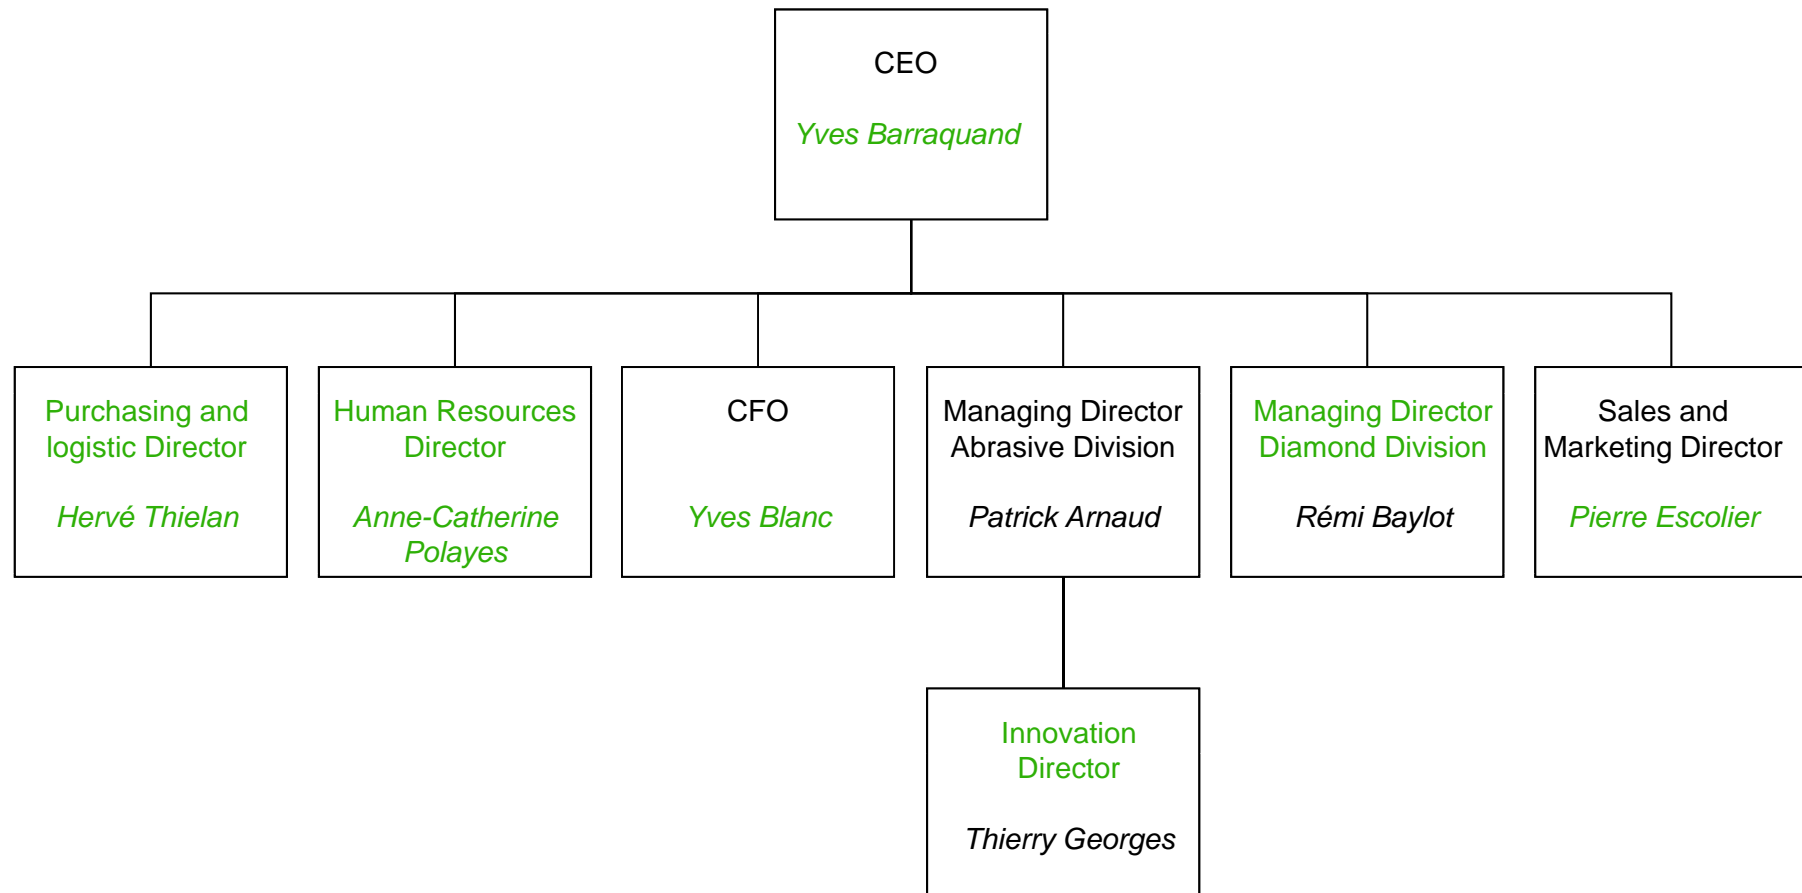 CEO
Yves Barraquand
Purchasing and
logistic Director
Hervé Thielan
Human Resources
Director
Anne-Catherine
Polayes
CFO
Yves Blanc
Managing Director
Abrasive Division
Patrick Arnaud
Managing Director
Diamond Division
Rémi Baylot
Sales and
Marketing Director
Pierre Escolier
Innovation
Director
Thierry Georges